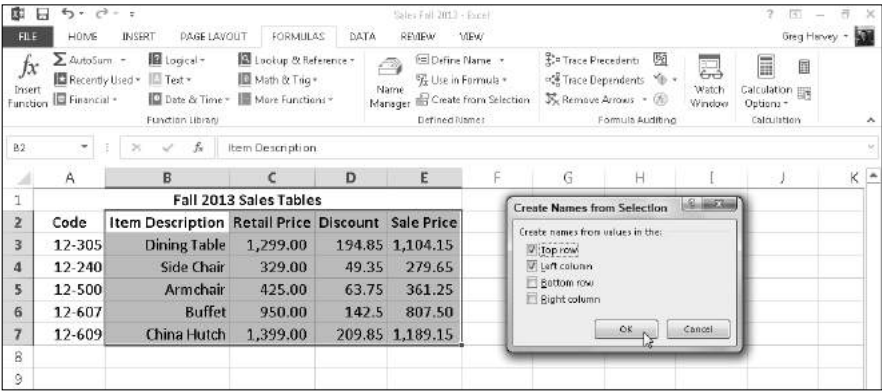 Sales Fall 2013 - Excel
FILE HOME INSERT PAGE LAYOUT FORMULAS DATA REVIEW VIEW Greg Harvey
AutoSum Logical Lookup & Reference Define Name Trace Precedents
Recently Used Text Math & Trig Use in Formula Trace Dependents
Insert Function Financial Date & Time More Functions Name Manager Create from Selection Remove Arrows Watch Window Calculation Options
Function Library Defined Names Formula Auditing Calculation
B2 fx Item Description
A B C D E F G H I J K
1 Fall 2013 Sales Tables
2 Code Item Description Retail Price Discount Sale Price
3 12-305 Dining Table 1,299.00 194.85 1,104.15
4 12-240 Side Chair 329.00 49.35 279.65
5 12-500 Armchair 425.00 63.75 361.25
6 12-607 Buffet 950.00 142.5 807.50
7 12-609 China Hutch 1,399.00 209.85 1,189.15
8
9
Create Names from Selection
Create names from values in the:
Top row
Left column
Bottom row
Right column
OK Cancel